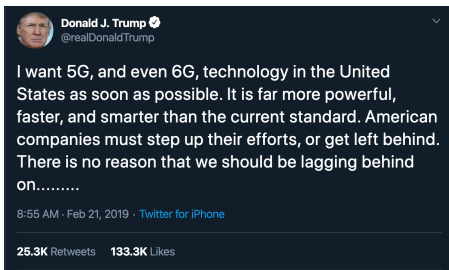 Donald J. Trump
@realDonaldTrump
I want 5G, and even 6G, technology in the United
States as soon as possible. It is far more powerful,
faster, and smarter than the current standard. American
companies must step up their efforts, or get left behind.
There is no reason that we should be lagging behind
on.........
8:55 AM · Feb 21, 2019 · Twitter for iPhone
25.3K Retweets 133.3K Likes